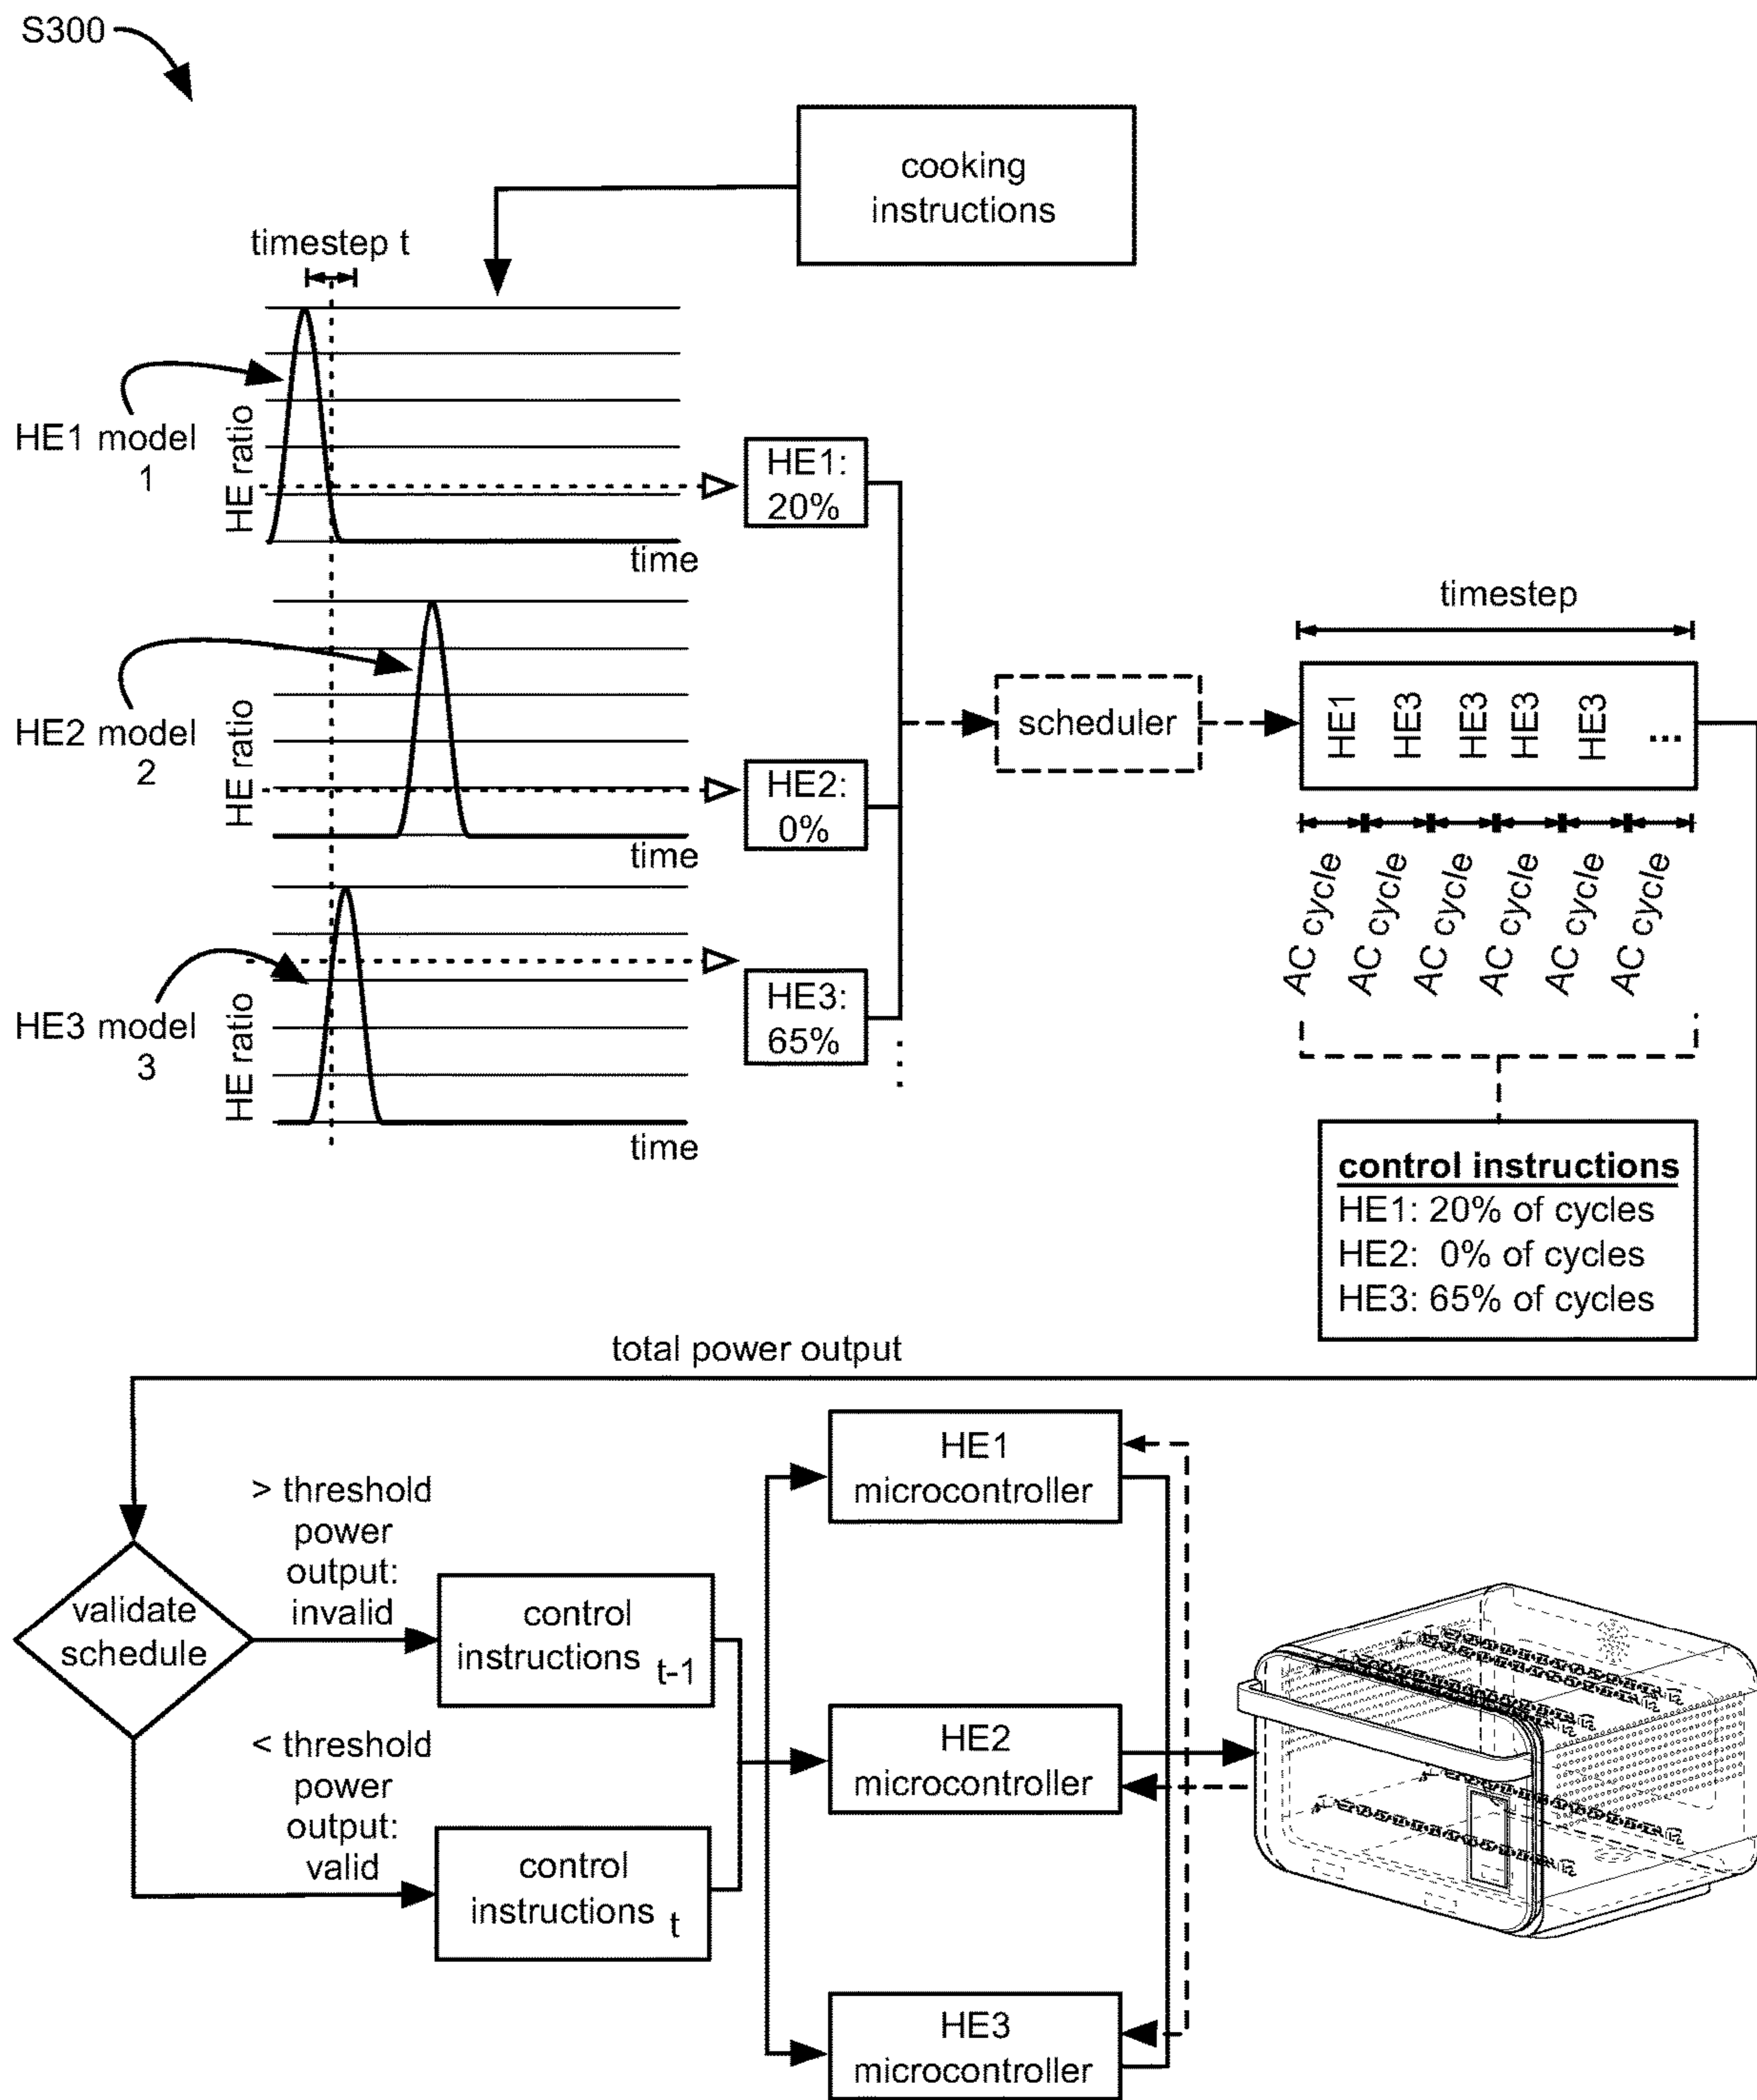 S300
cooking
instructions
timestep t
HE1 model
1
HE ratio
time
HE1:
20%
HE2 model
2
HE ratio
time
HE2:
0%
HE3 model
3
HE ratio
time
HE3:
65%
scheduler
timestep
HE1
HE3
HE3
HE3
HE3
...
AC cycle
AC cycle
AC cycle
AC cycle
AC cycle
AC cycle
control instructions
HE1: 20% of cycles
HE2: 0% of cycles
HE3: 65% of cycles
total power output
validate
schedule
> threshold
power
output:
invalid
control
instructions t-1
< threshold
power
output:
valid
control
instructions t
HE1
microcontroller
HE2
microcontroller
HE3
microcontroller